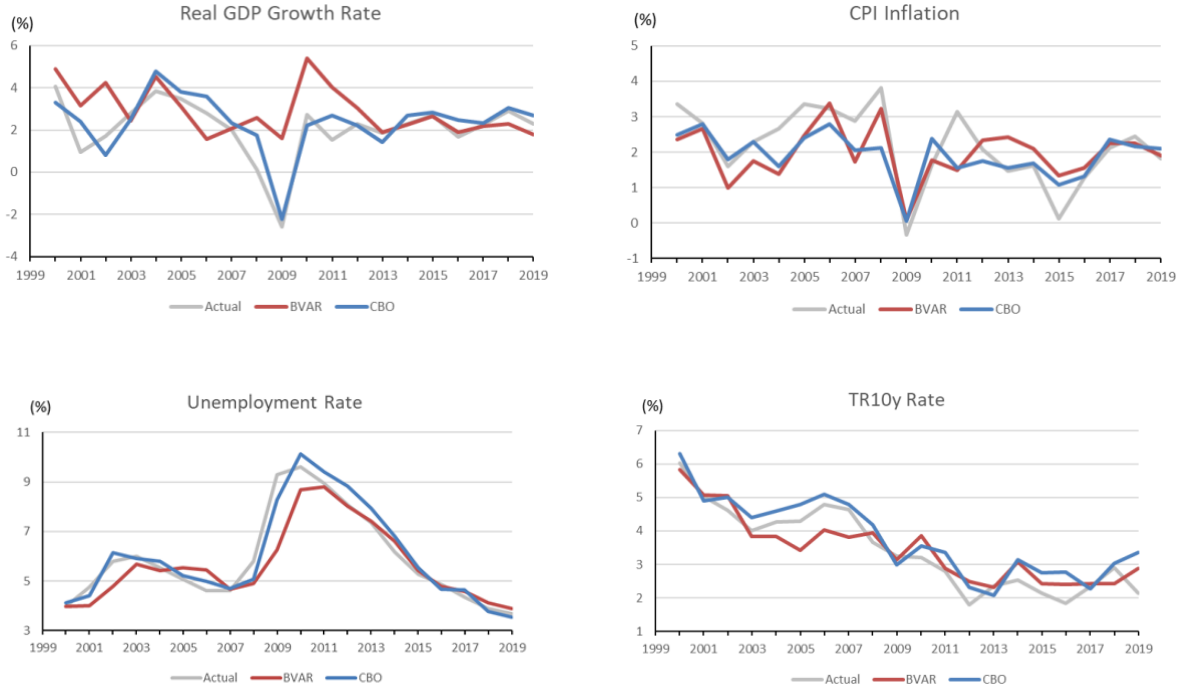 Real GDP Growth Rate
(%)
6
4
2
0
-2
-4
1999 2001 2003 2005 2007 2009 2011 2013 2015 2017 2019
Actual BVAR CBO
CPI Inflation
(%)
5
4
3
2
1
0
-1
1999 2001 2003 2005 2007 2009 2011 2013 2015 2017 2019
Actual BVAR CBO
Unemployment Rate
(%)
11
9
7
5
3
1999 2001 2003 2005 2007 2009 2011 2013 2015 2017 2019
Actual BVAR CBO
TR10y Rate
(%)
7
6
5
4
3
2
1
1999 2001 2003 2005 2007 2009 2011 2013 2015 2017 2019
Actual BVAR CBO